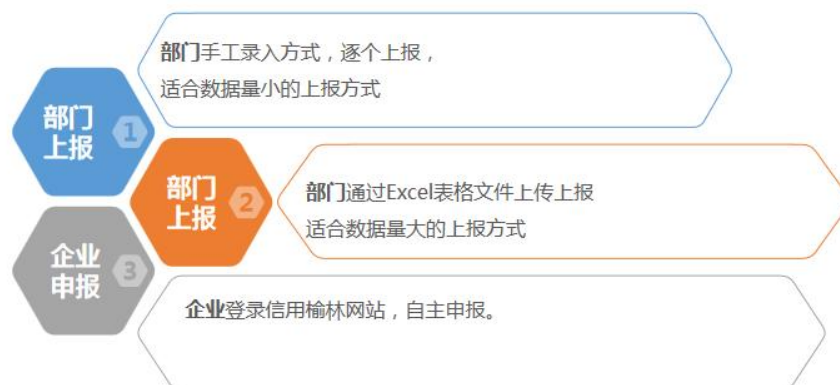 部门
上报
1
部门手工录入方式，逐个上报，
适合数据量小的上报方式
部门
上报
2
部门通过Excel表格文件上传上报
适合数据量大的上报方式
企业
申报
3
企业登录信用榆林网站，自主申报。